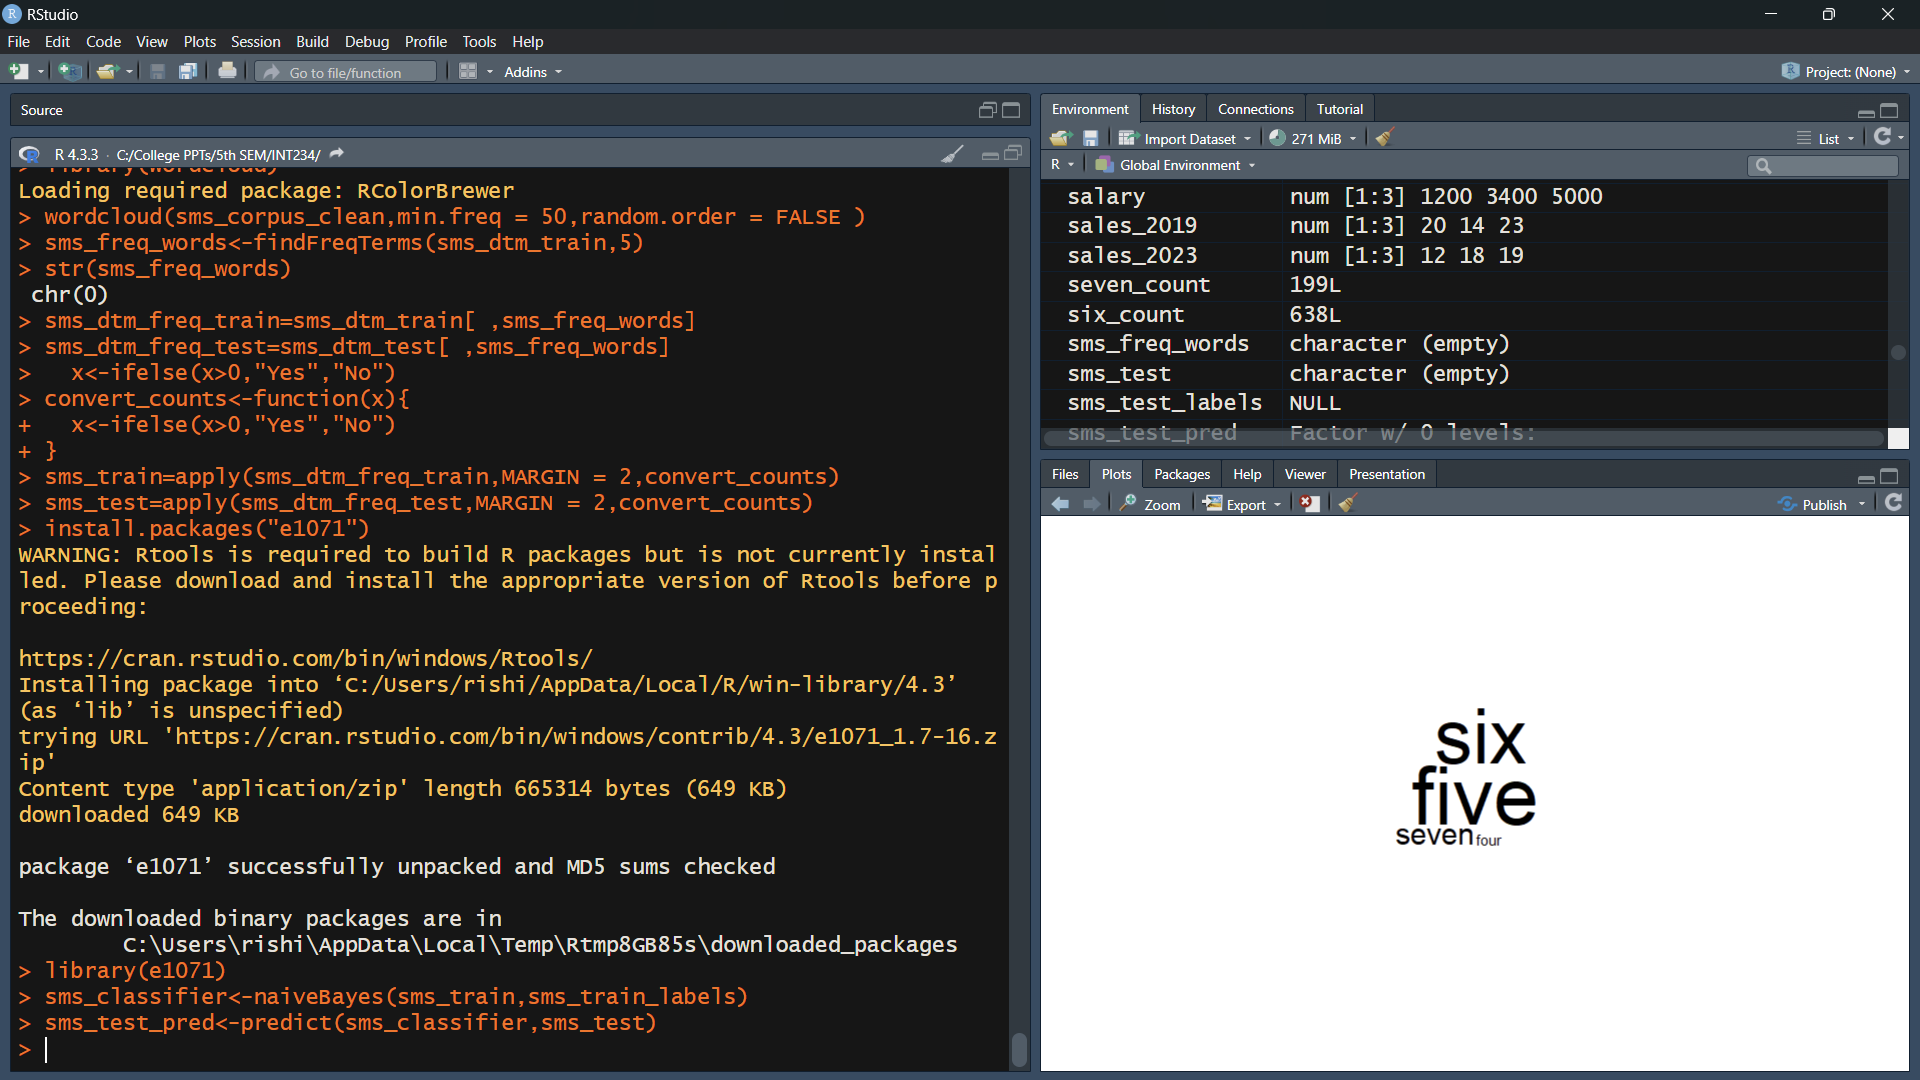 RStudio
File Edit Code View Plots Session Build Debug Profile Tools Help
Go to file/function Addins Project: (None)
Source
R 4.3.3 · C:/College PPTs/5th SEM/INT234/
> library(wordcloud)
Loading required package: RColorBrewer
> wordcloud(sms_corpus_clean,min.freq = 50,random.order = FALSE )
> sms_freq_words<-findFreqTerms(sms_dtm_train,5)
> str(sms_freq_words)
 chr(0)
> sms_dtm_freq_train=sms_dtm_train[ ,sms_freq_words]
> sms_dtm_freq_test=sms_dtm_test[ ,sms_freq_words]
>   x<-ifelse(x>0,"Yes","No")
> convert_counts<-function(x){
+   x<-ifelse(x>0,"Yes","No")
+ }
> sms_train=apply(sms_dtm_freq_train,MARGIN = 2,convert_counts)
> sms_test=apply(sms_dtm_freq_test,MARGIN = 2,convert_counts)
> install.packages("e1071")
WARNING: Rtools is required to build R packages but is not currently instal
led. Please download and install the appropriate version of Rtools before p
roceeding:
https://cran.rstudio.com/bin/windows/Rtools/
Installing package into ‘C:/Users/rishi/AppData/Local/R/win-library/4.3’
(as ‘lib’ is unspecified)
trying URL 'https://cran.rstudio.com/bin/windows/contrib/4.3/e1071_1.7-16.z
ip'
Content type 'application/zip' length 665314 bytes (649 KB)
downloaded 649 KB
package ‘e1071’ successfully unpacked and MD5 sums checked
The downloaded binary packages are in
        C:\Users\rishi\AppData\Local\Temp\Rtmp8GB85s\downloaded_packages
> library(e1071)
> sms_classifier<-naiveBayes(sms_train,sms_train_labels)
> sms_test_pred<-predict(sms_classifier,sms_test)
>
Environment History Connections Tutorial
Import Dataset 271 MiB List
R Global Environment
salary num [1:3] 1200 3400 5000
sales_2019 num [1:3] 20 14 23
sales_2023 num [1:3] 12 18 19
seven_count 199L
six_count 638L
sms_freq_words character (empty)
sms_test character (empty)
sms_test_labels NULL
sms_test_pred Factor w/ 0 levels:
Files Plots Packages Help Viewer Presentation
Zoom Export Publish
six
five
seven four